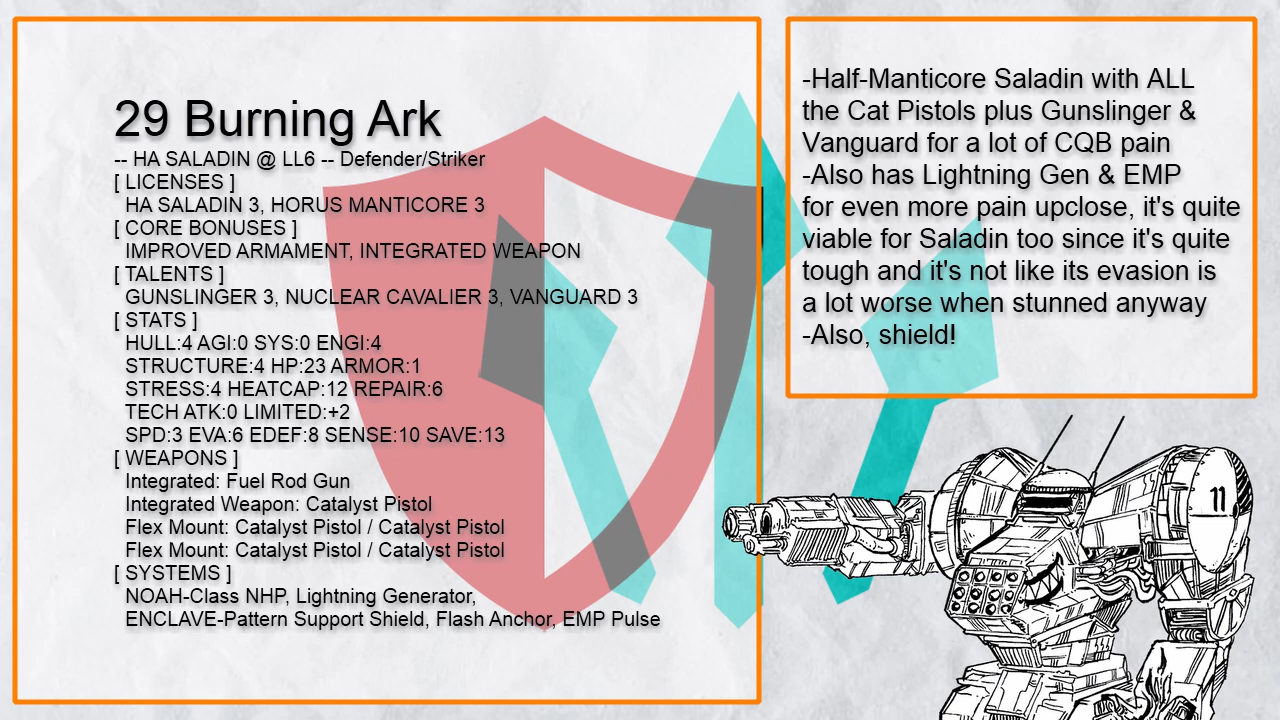 29 Burning Ark
-- HA SALADIN @ LL6 -- Defender/Striker
[ LICENSES ]
HA SALADIN 3, HORUS MANTICORE 3
[ CORE BONUSES ]
IMPROVED ARMAMENT, INTEGRATED WEAPON
[ TALENTS ]
GUNSLINGER 3, NUCLEAR CAVALIER 3, VANGUARD 3
[ STATS ]
HULL:4 AGI:0 SYS:0 ENGI:4
STRUCTURE:4 HP:23 ARMOR:1
STRESS:4 HEATCAP:12 REPAIR:6
TECH ATK:0 LIMITED:+2
SPD:3 EVA:6 EDEF:8 SENSE:10 SAVE:13
[ WEAPONS ]
Integrated: Fuel Rod Gun
Integrated Weapon: Catalyst Pistol
Flex Mount: Catalyst Pistol / Catalyst Pistol
Flex Mount: Catalyst Pistol / Catalyst Pistol
[ SYSTEMS ]
NOAH-Class NHP, Lightning Generator,
ENCLAVE-Pattern Support Shield, Flash Anchor, EMP Pulse
-Half-Manticore Saladin with ALL
the Cat Pistols plus Gunslinger &
Vanguard for a lot of CQB pain
-Also has Lightning Gen & EMP
for even more pain upclose, it's quite
viable for Saladin too since it's quite
tough and it's not like its evasion is
a lot worse when stunned anyway
-Also, shield!
11